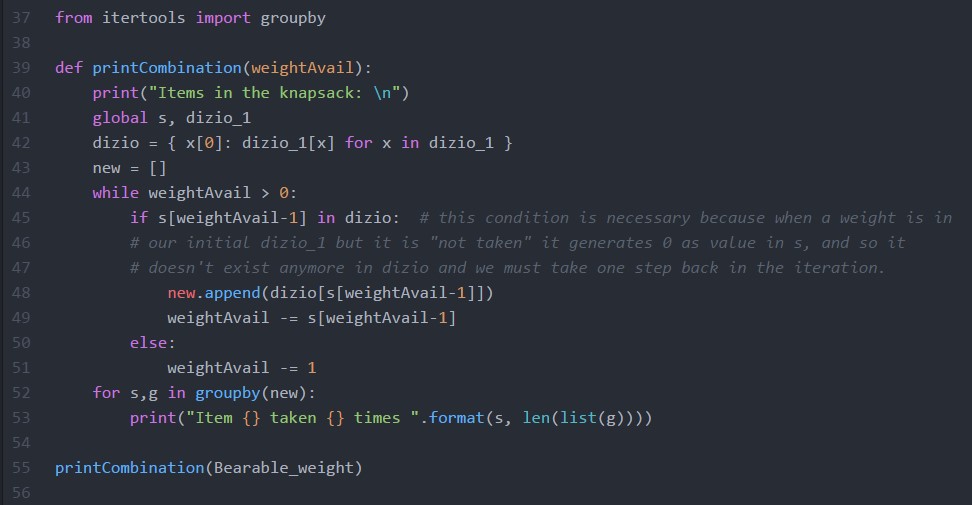 37 from itertools import groupby
38
39 def printCombination(weightAvail):
40     print("Items in the knapsack: \n")
41     global s, dizio_1
42     dizio = { x[0]: dizio_1[x] for x in dizio_1 }
43     new = []
44     while weightAvail > 0:
45         if s[weightAvail-1] in dizio:  # this condition is necessary because when a weight is in
46         # our initial dizio_1 but it is "not taken" it generates 0 as value in s, and so it
47         # doesn't exist anymore in dizio and we must take one step back in the iteration.
48             new.append(dizio[s[weightAvail-1]])
49             weightAvail -= s[weightAvail-1]
50         else:
51             weightAvail -= 1
52     for s,g in groupby(new):
53         print("Item {} taken {} times ".format(s, len(list(g))))
54
55 printCombination(Bearable_weight)
56